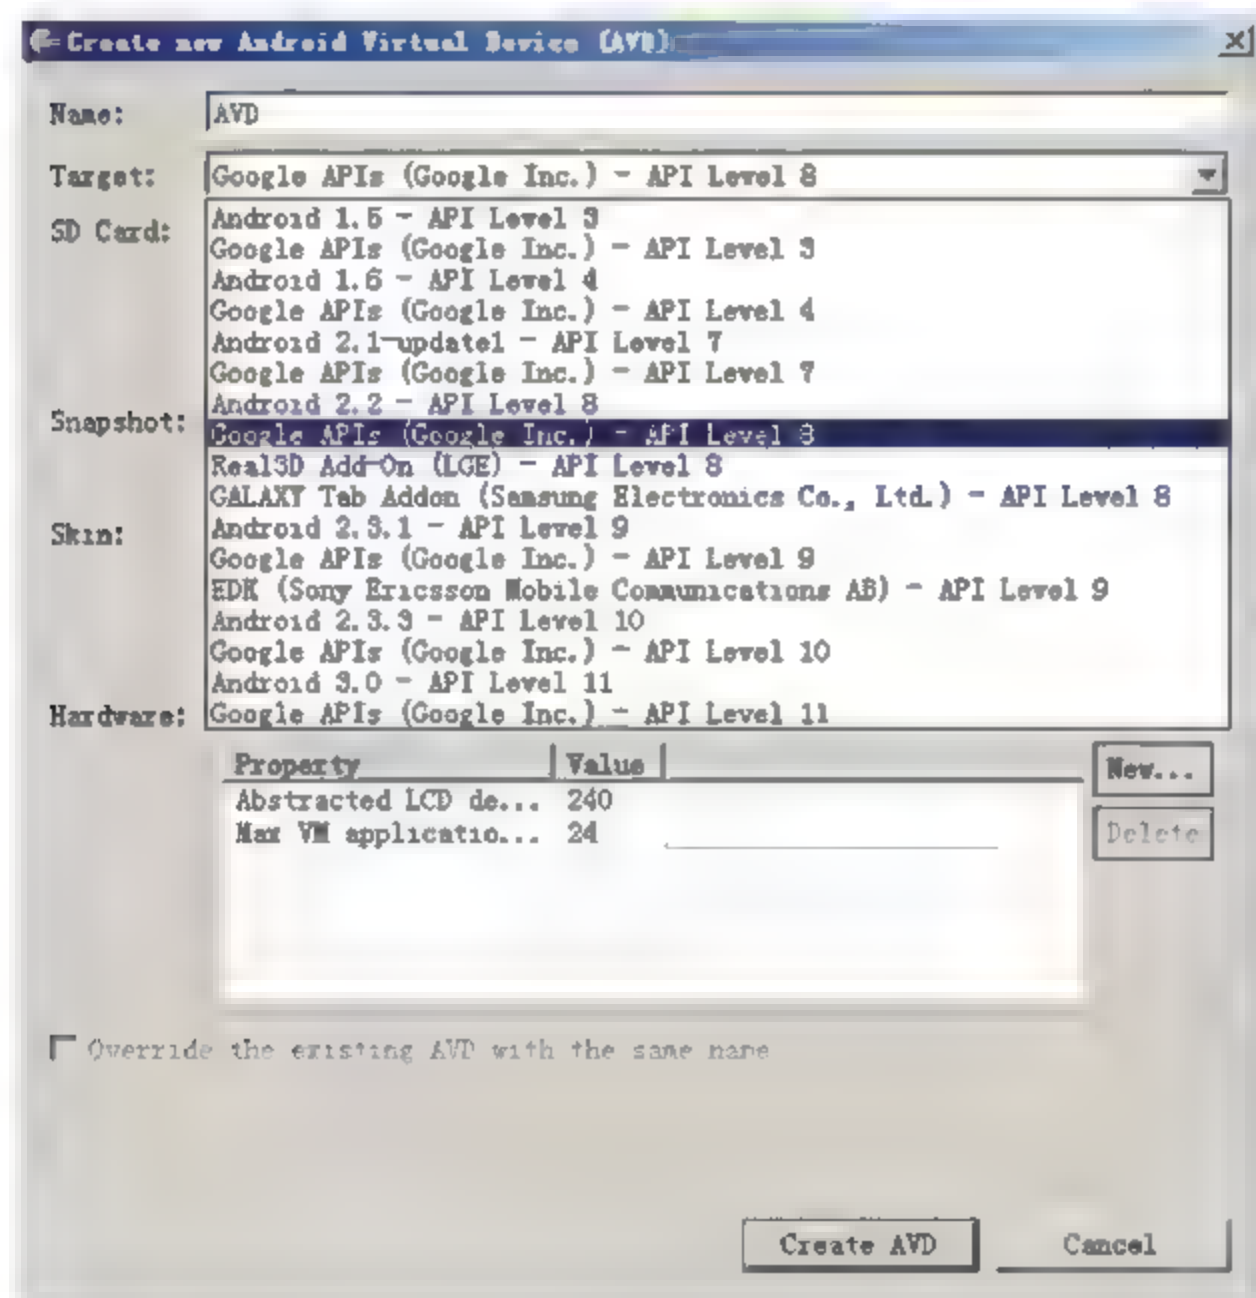 Create new Android Virtual Device (AVD)
Name: AVD
Target: Google APIs (Google Inc.) - API Level 8
SD Card:
Android 1.5 - API Level 3
Google APIs (Google Inc.) - API Level 3
Android 1.6 - API Level 4
Google APIs (Google Inc.) - API Level 4
Android 2.1-update1 - API Level 7
Google APIs (Google Inc.) - API Level 7
Android 2.2 - API Level 8
Snapshot:
Google APIs (Google Inc.) - API Level 8
Real3D Add-On (LGE) - API Level 8
GALAXY Tab Addon (Samsung Electronics Co., Ltd.) - API Level 8
Skin:
Android 2.3.1 - API Level 9
Google APIs (Google Inc.) - API Level 9
EDK (Sony Ericsson Mobile Communications AB) - API Level 9
Android 2.3.3 - API Level 10
Google APIs (Google Inc.) - API Level 10
Android 3.0 - API Level 11
Hardware:
Google APIs (Google Inc.) - API Level 11
Property Value
New...
Abstracted LCD de... 240
Max VM applicatio... 24
Delete
Override the existing AVD with the same name
Create AVD
Cancel